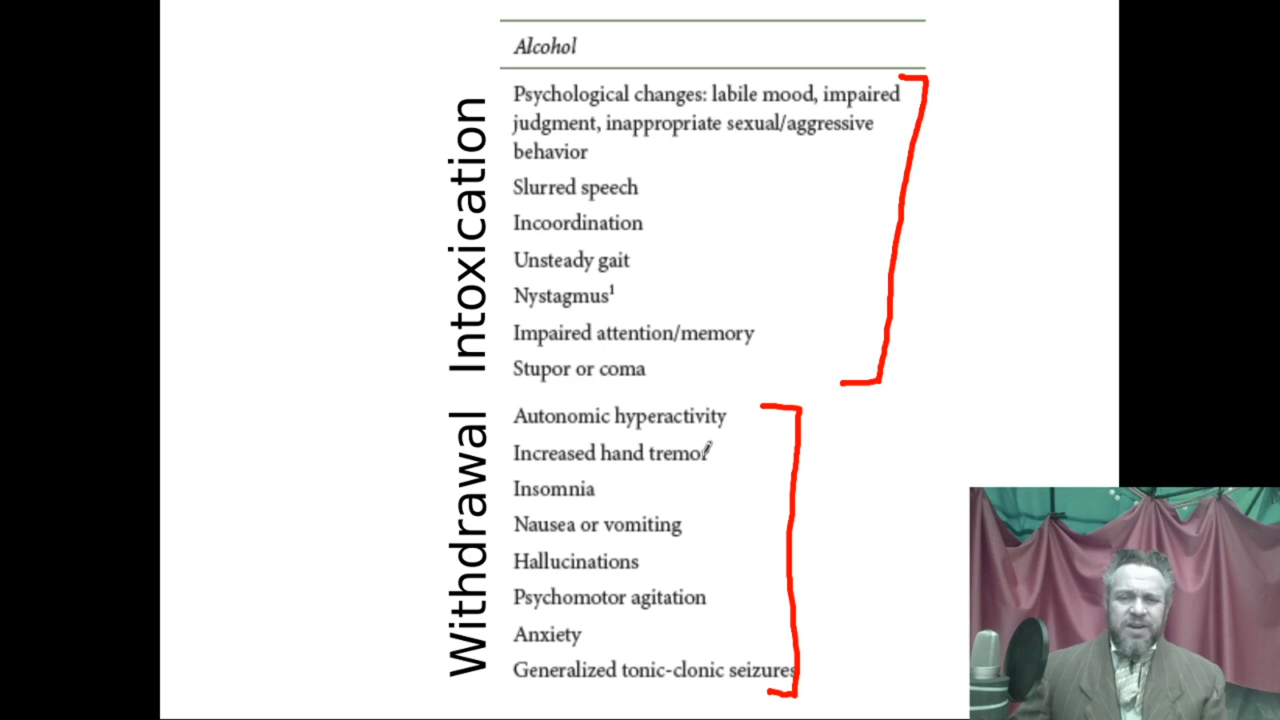 Alcohol
Intoxication
Psychological changes: labile mood, impaired
judgment, inappropriate sexual/aggressive
behavior
Slurred speech
Incoordination
Unsteady gait
Nystagmus¹
Impaired attention/memory
Stupor or coma
Withdrawal
Autonomic hyperactivity
Increased hand tremor
Insomnia
Nausea or vomiting
Hallucinations
Psychomotor agitation
Anxiety
Generalized tonic-clonic seizures